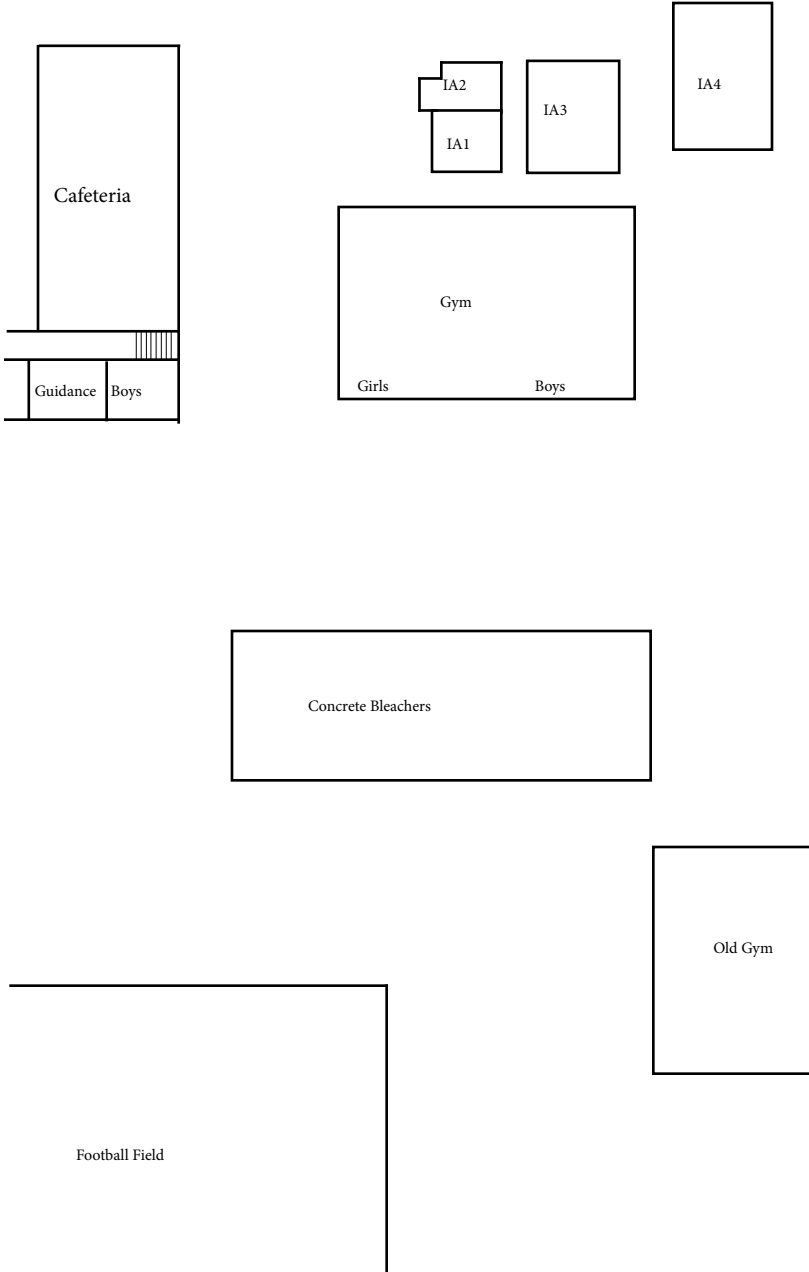 IA4
IA2
IA3
IA1
Cafeteria
Gym
Girls
Boys
Guidance
Boys
Concrete Bleachers
Old Gym
Football Field